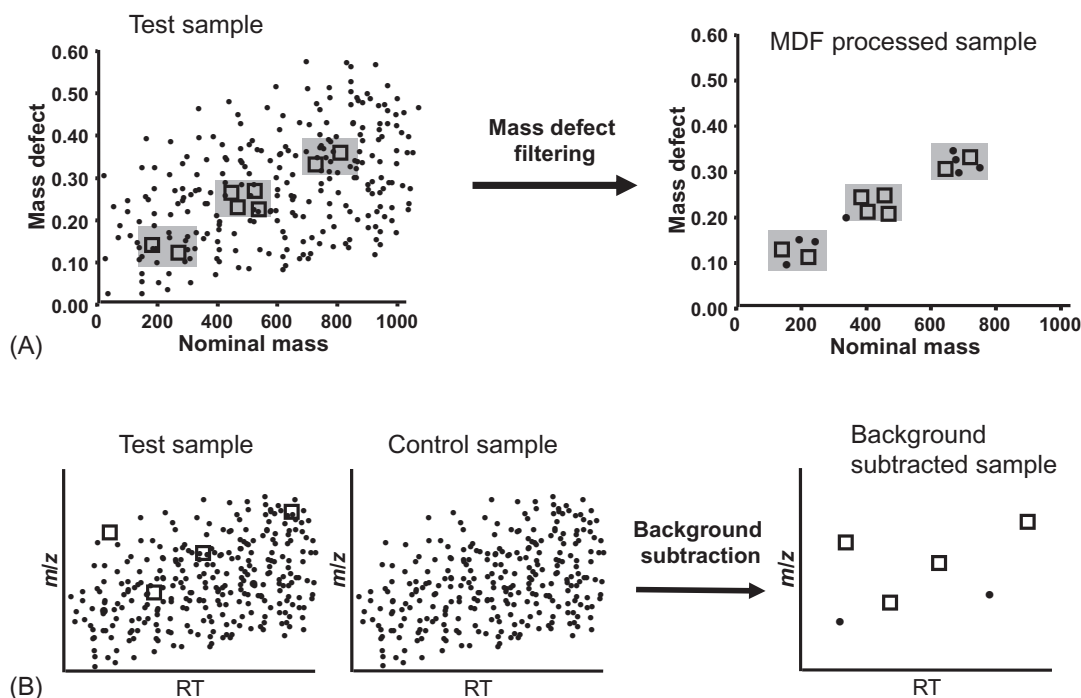 Test sample
0.60
0.50
0.40
0.30
0.20
0.10
0.00
Mass defect
0 200 400 600 800 1000
Nominal mass
Mass defect
filtering
MDF processed sample
0.60
0.50
0.40
0.30
0.20
0.10
0.00
Mass defect
0 200 400 600 800 1000
Nominal mass
(A)
Test sample
m/z
RT
Control sample
m/z
RT
Background
subtraction
Background
subtracted sample
m/z
RT
(B)